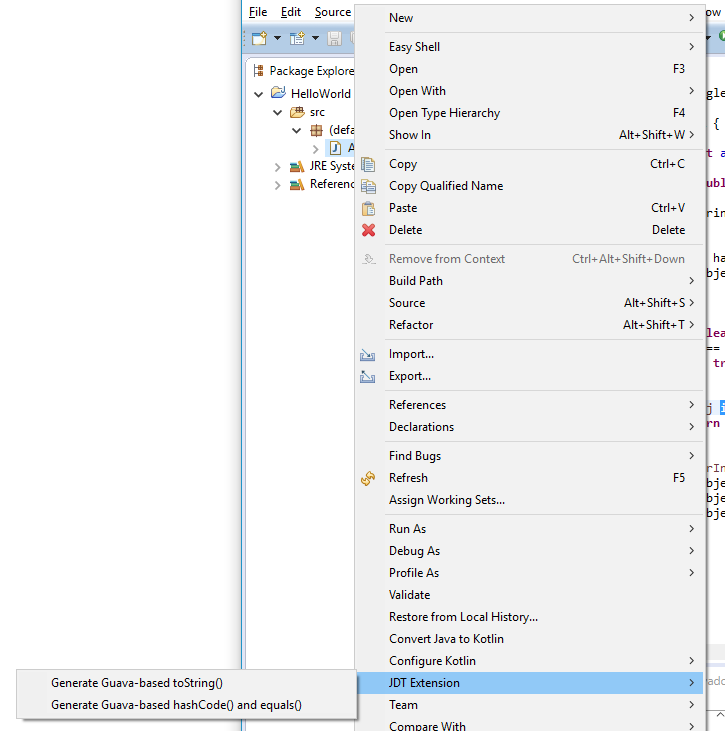 File Edit Source
Package Explore
HelloWorld
src
(defa
JRE Syste
Referenc
New
Easy Shell
Open F3
Open With
Open Type Hierarchy F4
Show In Alt+Shift+W
Copy Ctrl+C
Copy Qualified Name
Paste Ctrl+V
Delete Delete
Remove from Context Ctrl+Alt+Shift+Down
Build Path
Source Alt+Shift+S
Refactor Alt+Shift+T
Import...
Export...
References
Declarations
Find Bugs
Refresh F5
Assign Working Sets...
Run As
Debug As
Profile As
Validate
Restore from Local History...
Convert Java to Kotlin
Configure Kotlin
JDT Extension
Team
Compare With
Generate Guava-based toString()
Generate Guava-based hashCode() and equals()